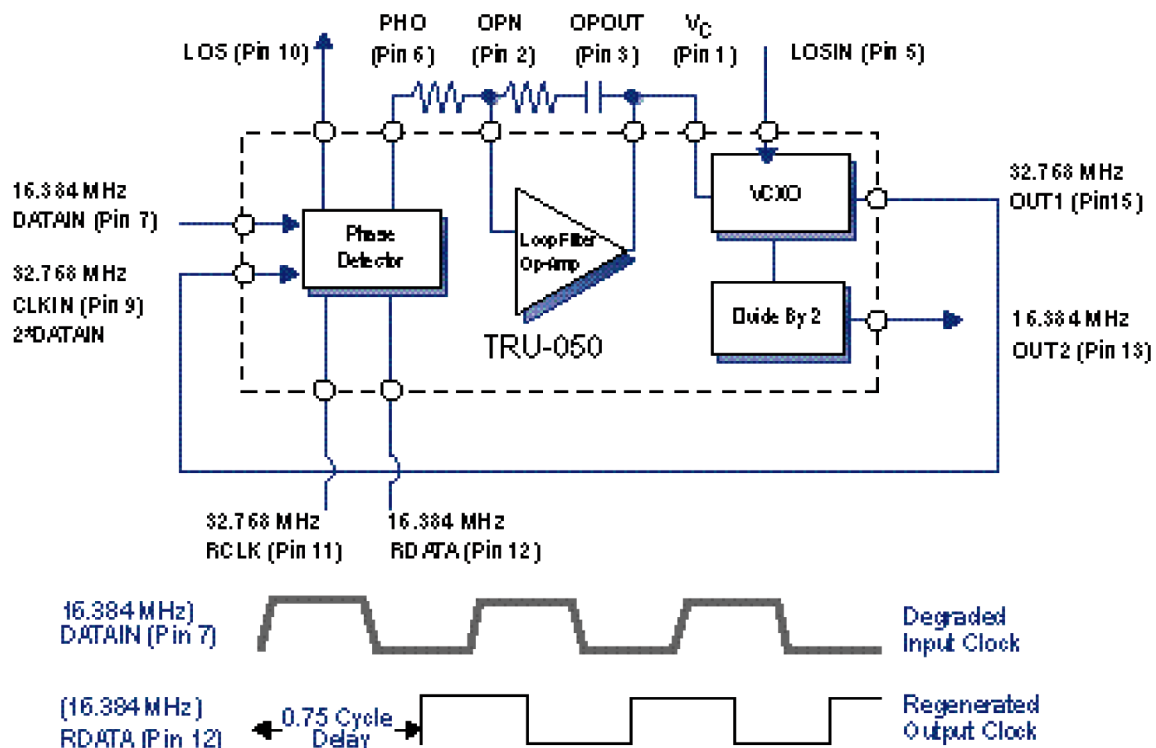 PHO
(Pin 6)
OPN
(Pin 2)
OPOUT
(Pin 3)
VC
(Pin 1)
LOS (Pin 10)
LOSIN (Pin 5)
16.384 MHz
DATAIN (Pin 7)
32.768 MHz
CLKIN (Pin 9)
2*DATAIN
Phase
Detector
Loop Filter
Op-Amp
TRU-050
VCXO
Divide By 2
32.768 MHz
OUT1 (Pin15)
16.384 MHz
OUT2 (Pin 13)
32.768 MHz
RCLK (Pin 11)
16.384 MHz
RDATA (Pin 12)
16.384 MHz)
DATAIN (Pin 7)
Degraded
Input Clock
(16.384 MHz)
RDATA (Pin 12)
0.75 Cycle
Delay
Regenerated
Output Clock